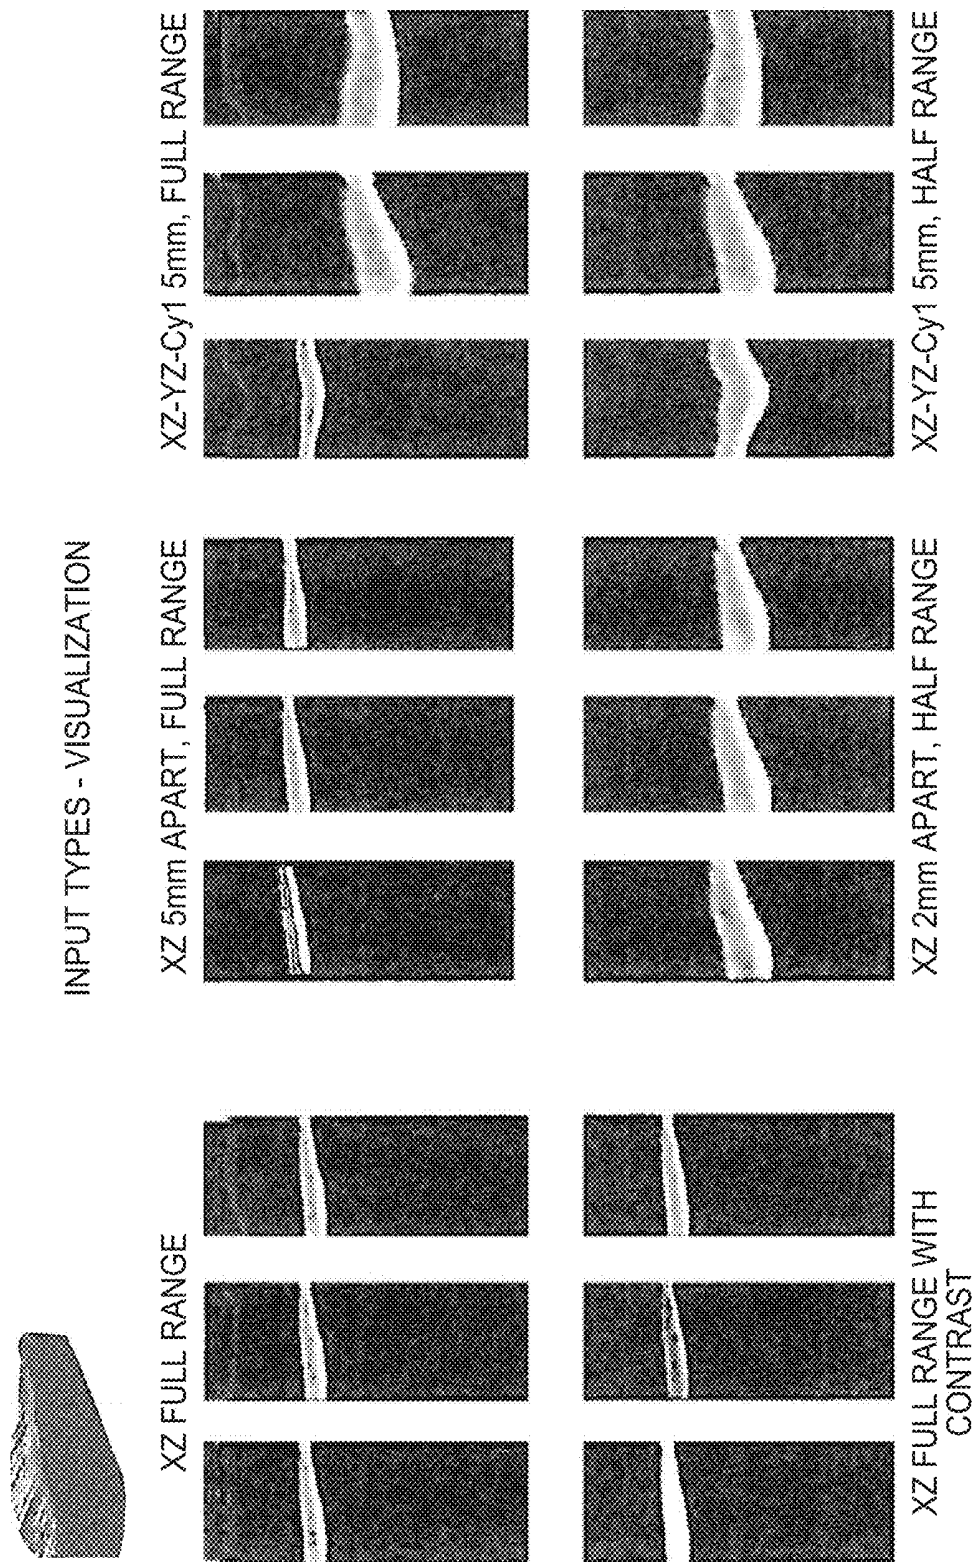 INPUT TYPES - VISUALIZATION
XZ FULL RANGE
XZ 5mm APART, FULL RANGE
XZ-YZ-Cy1 5mm, FULL RANGE
XZ FULL RANGE WITH
CONTRAST
XZ 2mm APART, HALF RANGE
XZ-YZ-Cy1 5mm, HALF RANGE